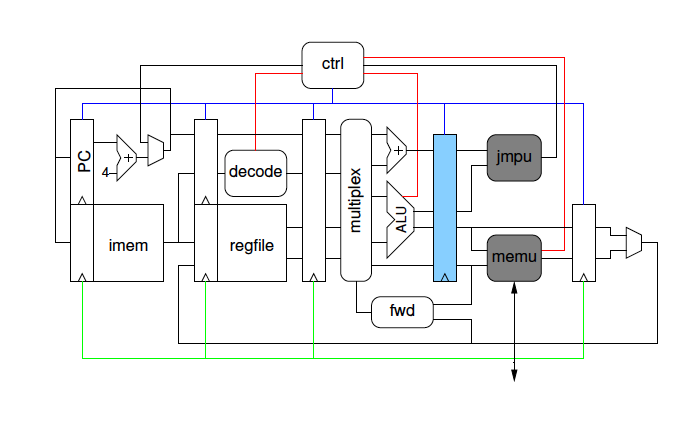 ctrl
PC
4
+
decode
multiplex
+
jmpu
imem
regfile
ALU
memu
fwd